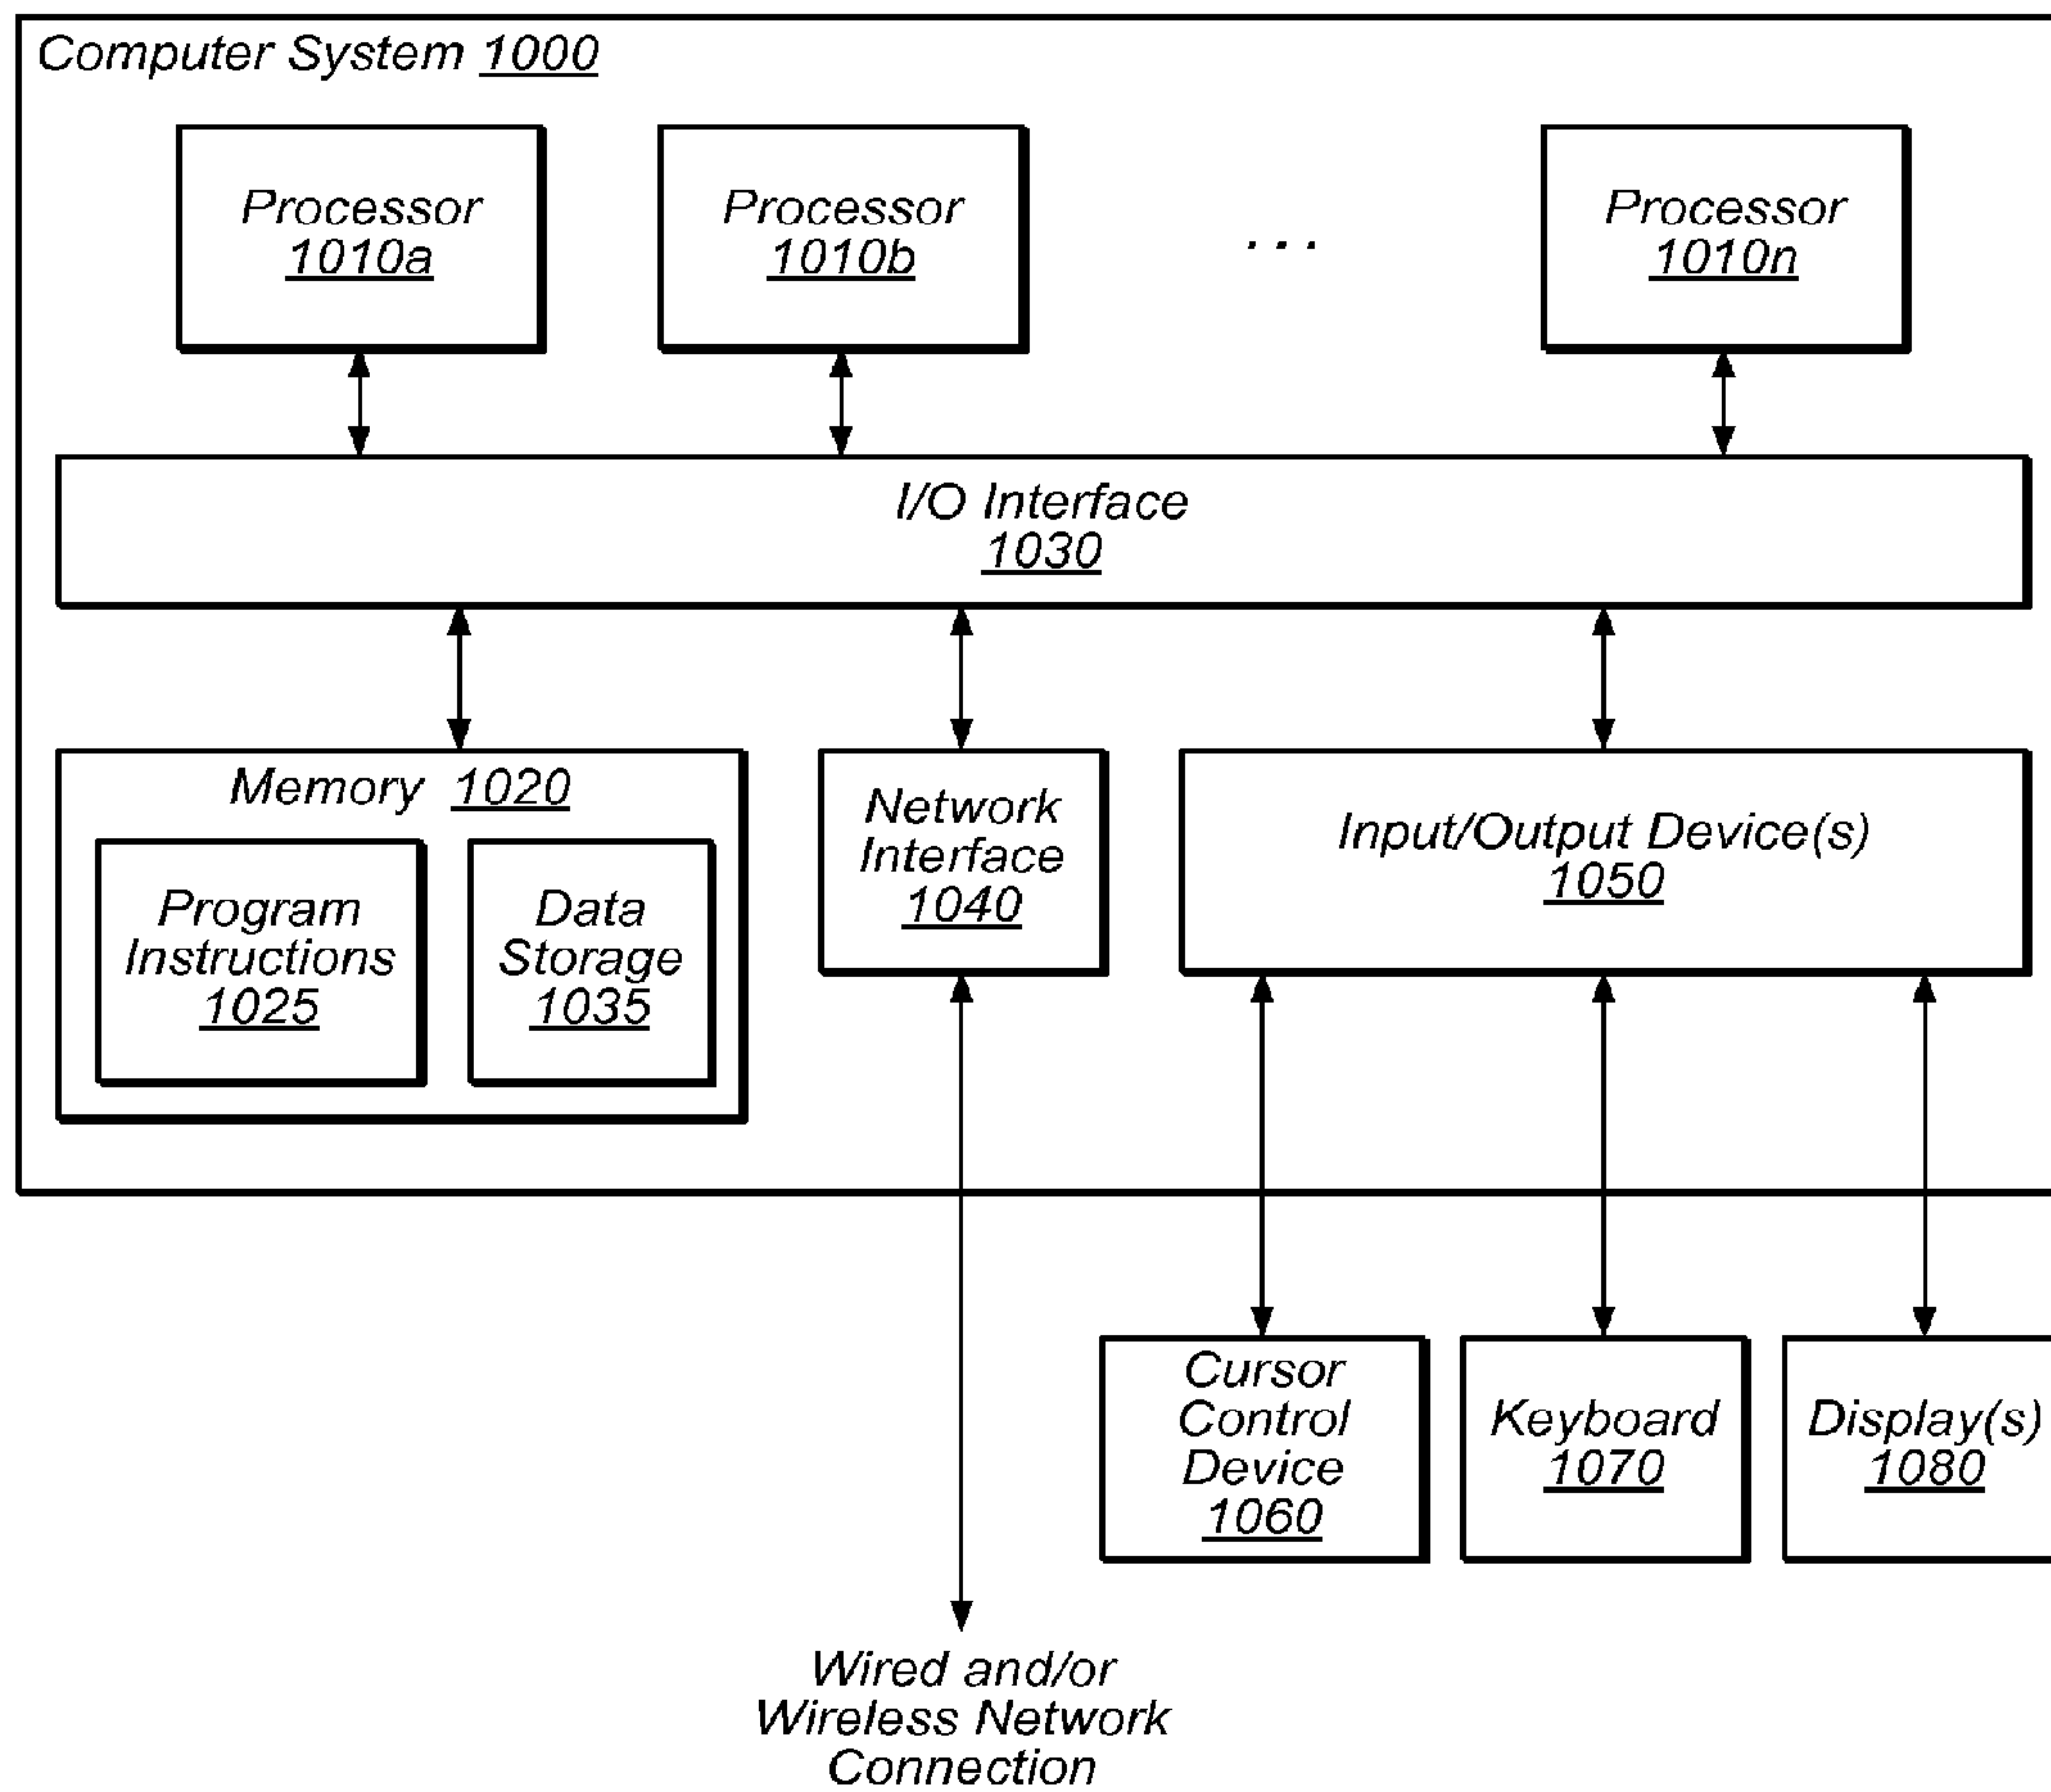 Computer System 1000
Processor
1010a
Processor
1010b
...
Processor
1010n
I/O Interface
1030
Memory 1020
Program
Instructions
1025
Data
Storage
1035
Network
Interface
1040
Input/Output Device(s)
1050
Cursor
Control
Device
1060
Keyboard
1070
Display(s)
1080
Wired and/or
Wireless Network
Connection